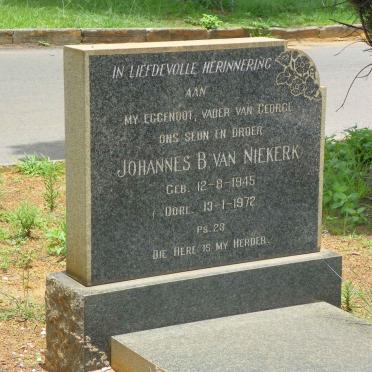 IN LIEFDEVOLLE HERINNERING
AAN
MY EGGENOOT, VADER VAN GEORGE
ONS SEUN EN BROER
JOHANNES B. VAN NIEKERK
GEB. 12-8-1945
OORL. 13-1-1972
PS. 23
DIE HERE IS MY HERDER.